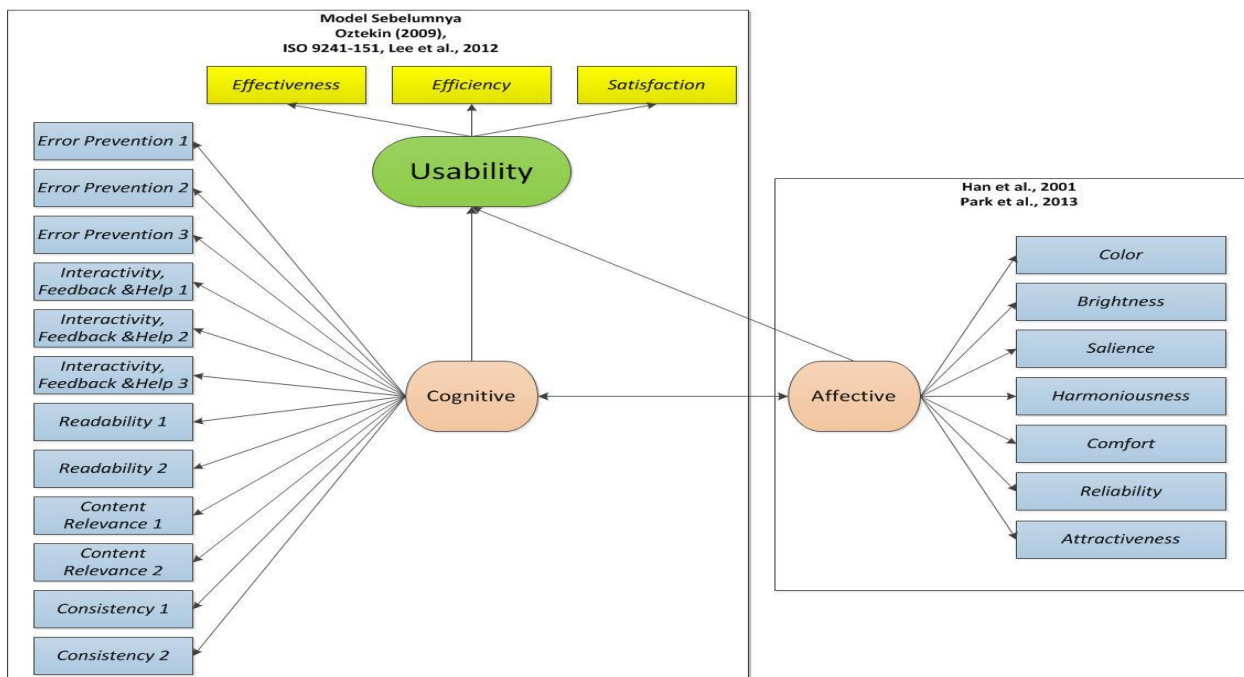 Model Sebelumnya
Oztekin (2009),
ISO 9241-151, Lee et al., 2012
Effectiveness
Efficiency
Satisfaction
Usability
Error Prevention 1
Error Prevention 2
Error Prevention 3
Interactivity,
Feedback &Help 1
Interactivity,
Feedback &Help 2
Interactivity,
Feedback &Help 3
Readability 1
Readability 2
Content
Relevance 1
Content
Relevance 2
Consistency 1
Consistency 2
Cognitive
Han et al., 2001
Park et al., 2013
Affective
Color
Brightness
Salience
Harmoniousness
Comfort
Reliability
Attractiveness